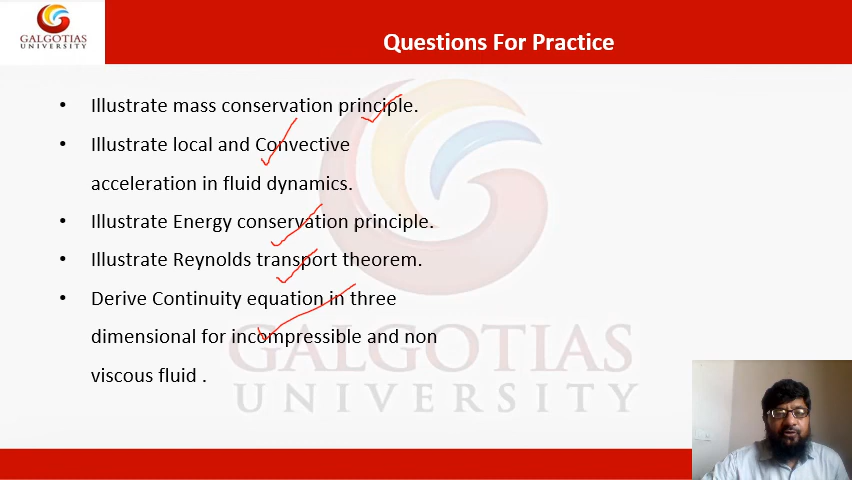 GALGOTIAS
UNIVERSITY
Questions For Practice
• Illustrate mass conservation principle.
• Illustrate local and Convective
acceleration in fluid dynamics.
• Illustrate Energy conservation principle.
• Illustrate Reynolds transport theorem.
• Derive Continuity equation in three
dimensional for incompressible and non
viscous fluid .
GALGOTIAS
UNIVERSITY